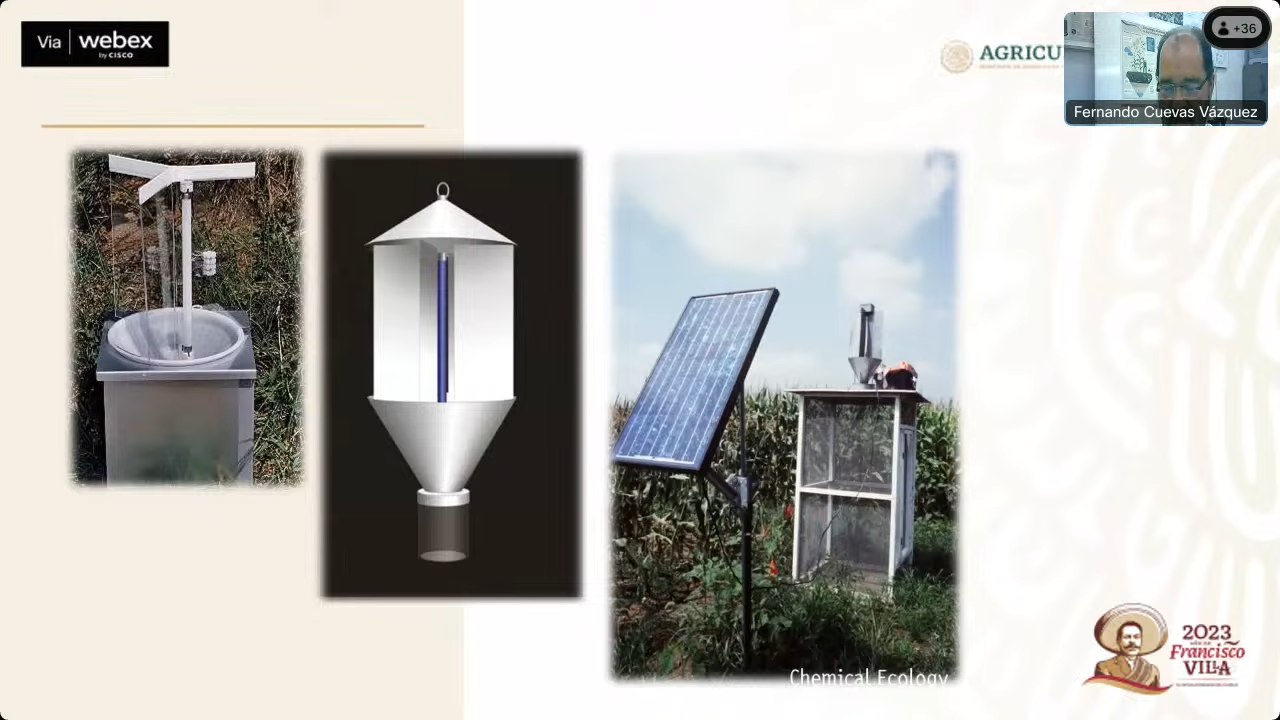 Via webex
by CISCO
AGRICU
+36
Fernando Cuevas Vázquez
Chemical Ecology
2023
Francisco
VILLA